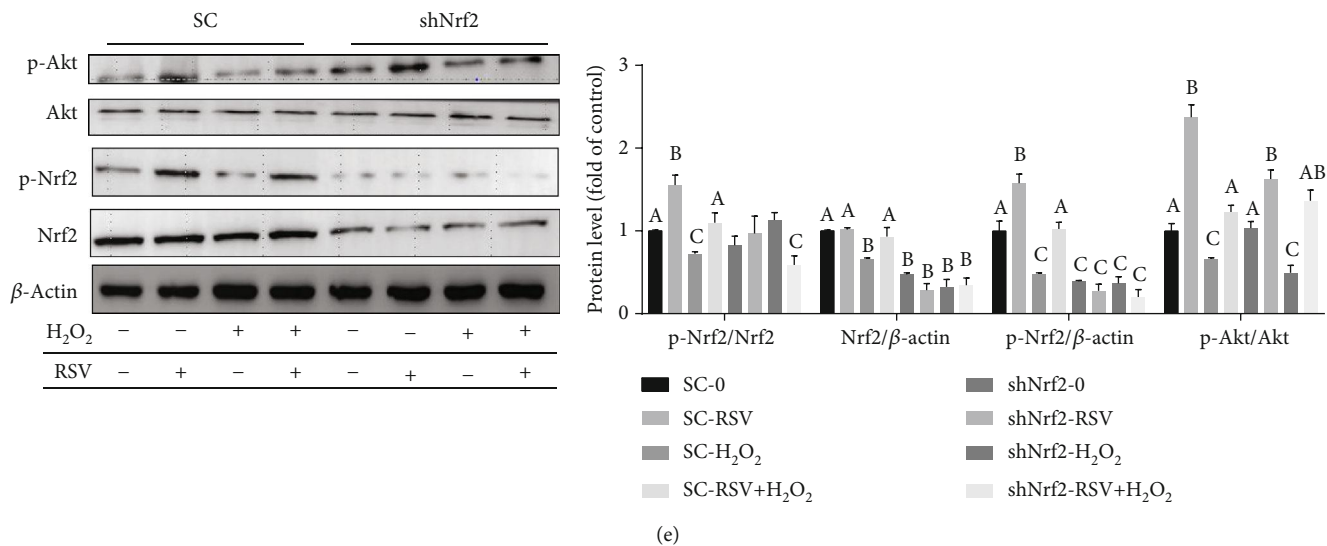 SC shNrf2
p-Akt
Akt
p-Nrf2
Nrf2
β-Actin
H₂O₂ – – + + – – + +
RSV – + – + – + – +
Protein level (fold of control)
3
2
1
0
A B C A C
A A B A B B B B
A B C A C C C C
A B C A A B C AB
p-Nrf2/Nrf2 Nrf2/β-actin p-Nrf2/β-actin p-Akt/Akt
SC-0 shNrf2-0
SC-RSV shNrf2-RSV
SC-H₂O₂ shNrf2-H₂O₂
SC-RSV+H₂O₂ shNrf2-RSV+H₂O₂
(e)